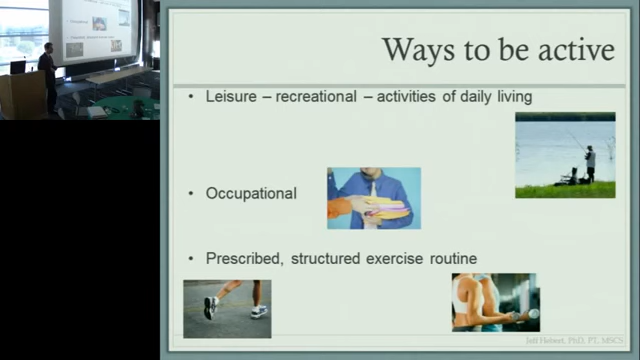 Ways to be active
• Leisure – recreational – activities of daily living
• Occupational
• Prescribed, structured exercise routine
Jeff Hebert, PhD, PT, MSCS